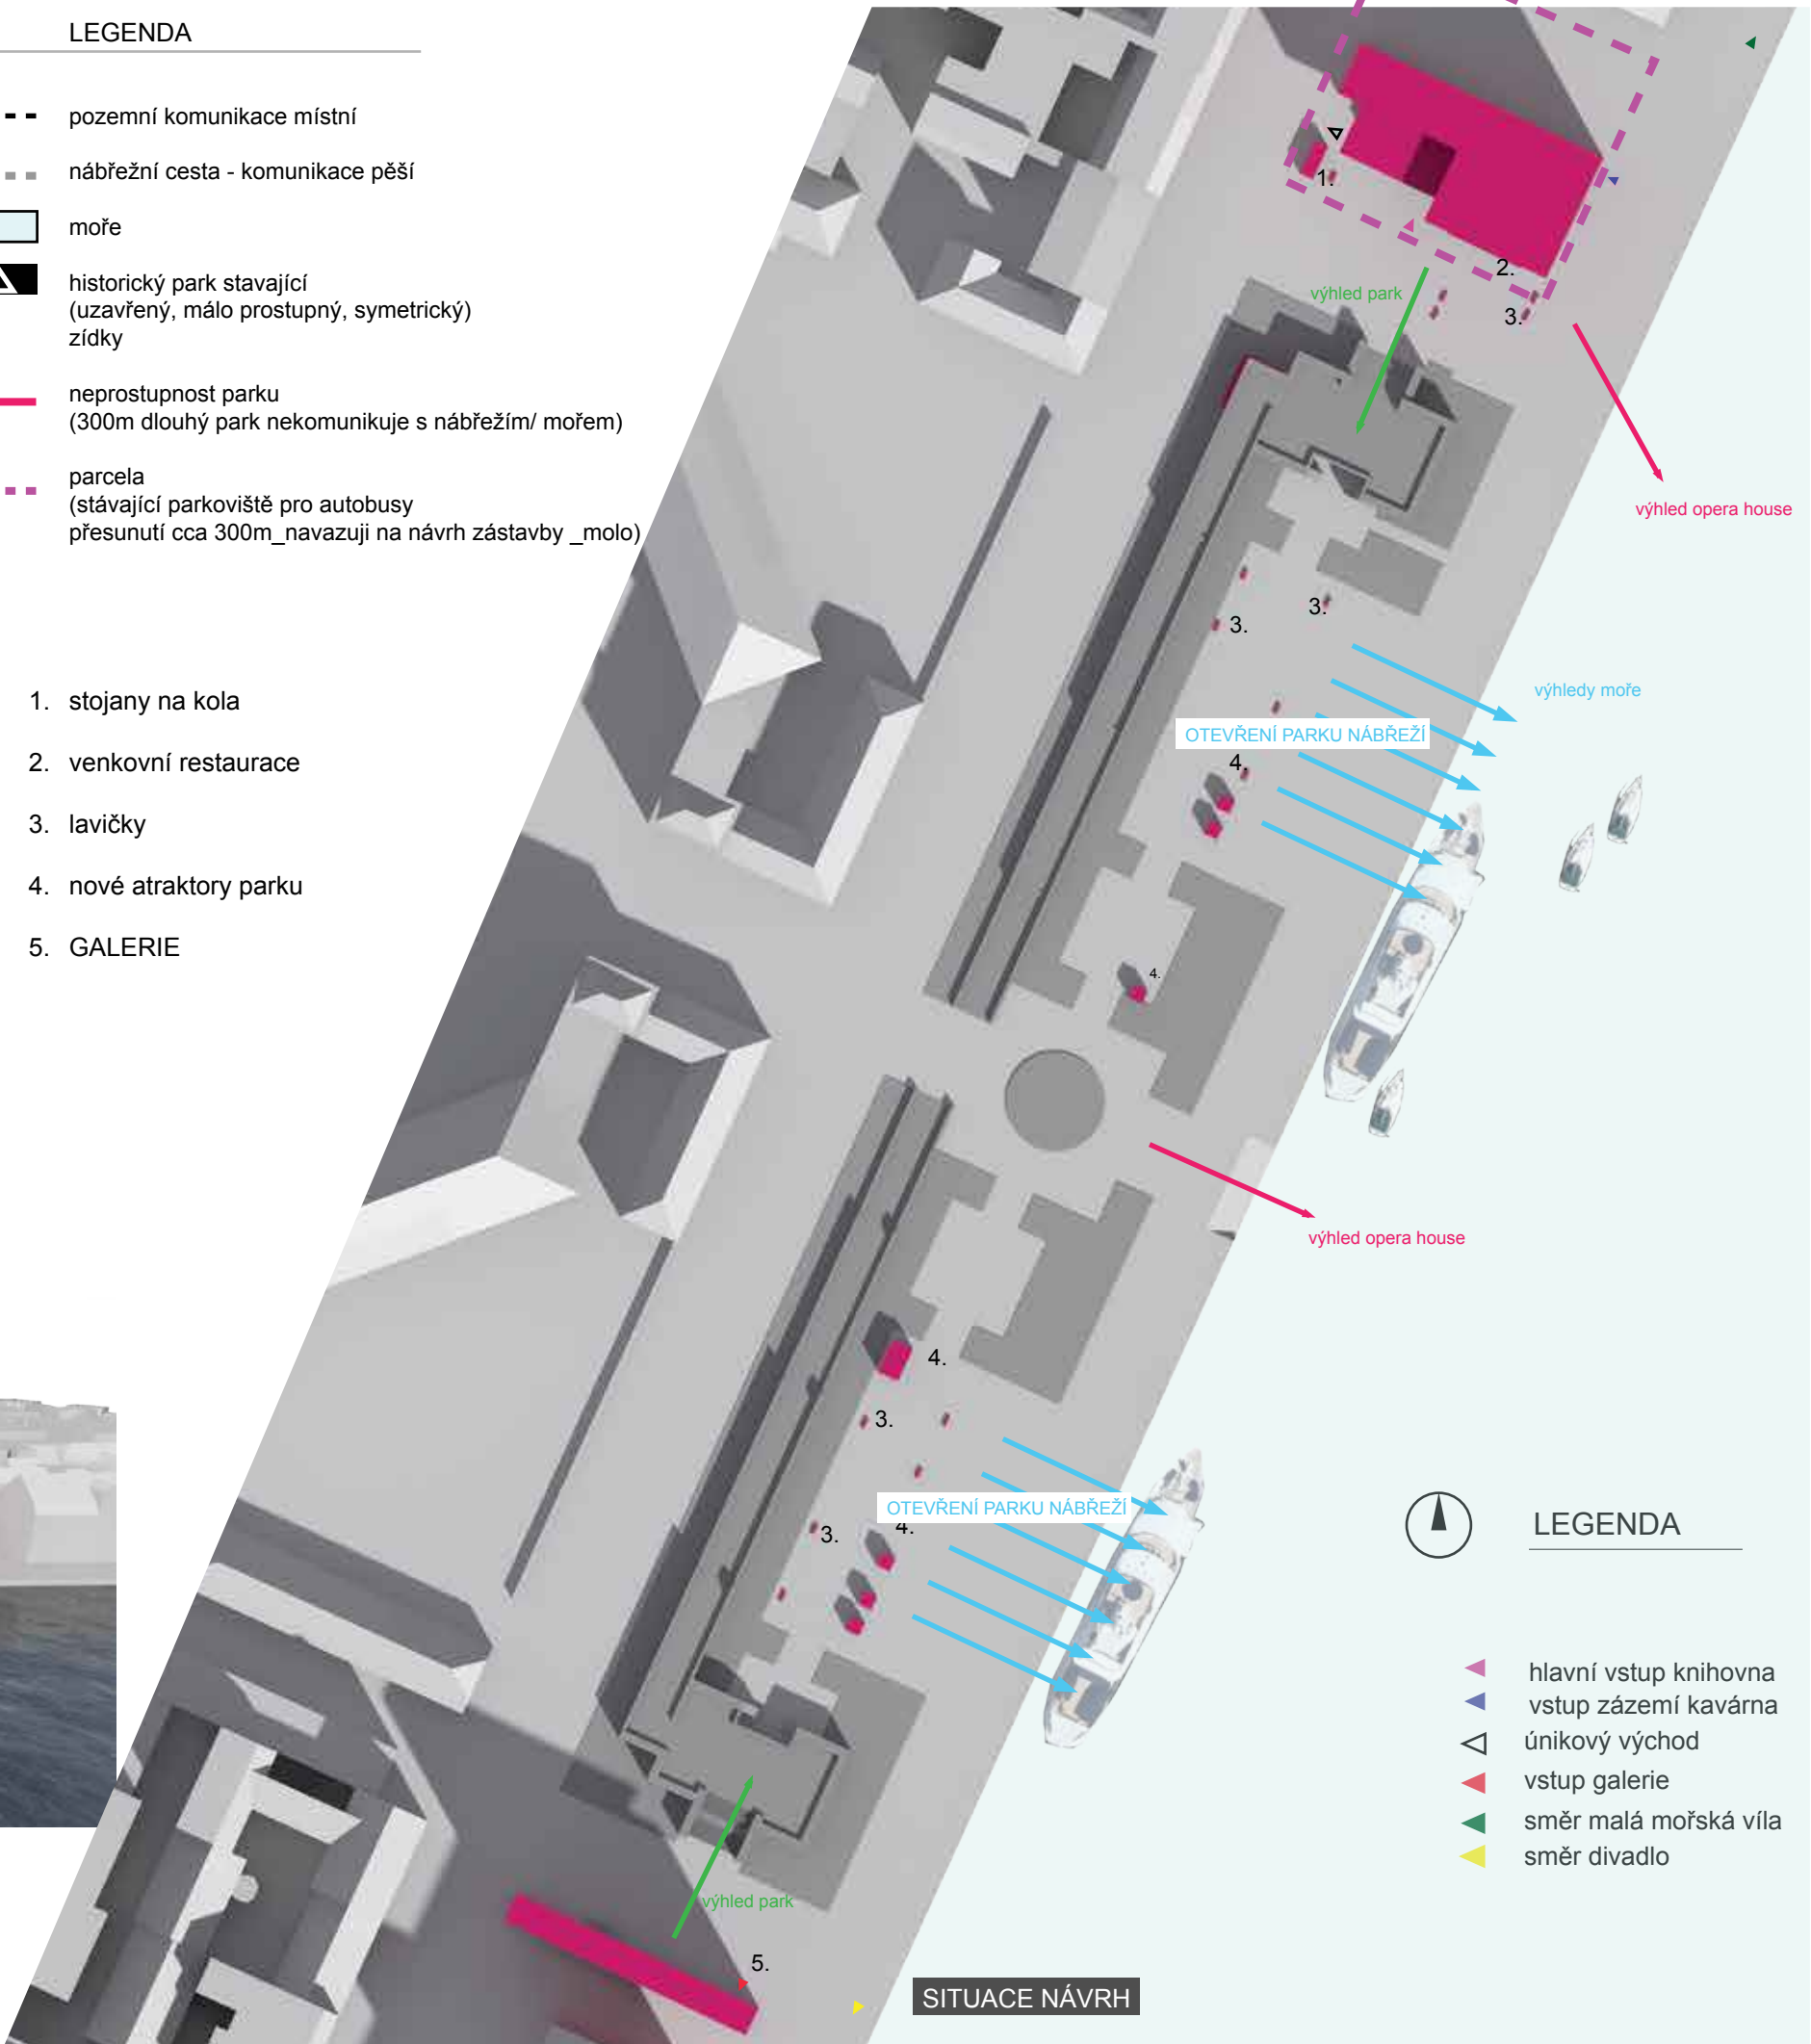 LEGENDA
pozemní komunikace místní
nábřežní cesta - komunikace pěší
moře
historický park stavající
(uzavřený, málo prostupný, symetrický)
zídky
neprostupnost parku
(300m dlouhý park nekomunikuje s nábřežím/ mořem)
parcela
(stávající parkoviště pro autobusy
přesunutí cca 300m_navazuji na návrh zástavby _molo)
1. stojany na kola
2. venkovní restaurace
3. lavičky
4. nové atraktory parku
5. GALERIE
1.
2.
výhled park
3.
výhled opera house
3.
3.
výhledy moře
OTEVŘENÍ PARKU NÁBŘEŽÍ
4.
4.
výhled opera house
4.
3.
OTEVŘENÍ PARKU NÁBŘEŽÍ
3.
4.
výhled park
5.
SITUACE NÁVRH
LEGENDA
hlavní vstup knihovna
vstup zázemí kavárna
únikový východ
vstup galerie
směr malá mořská víla
směr divadlo